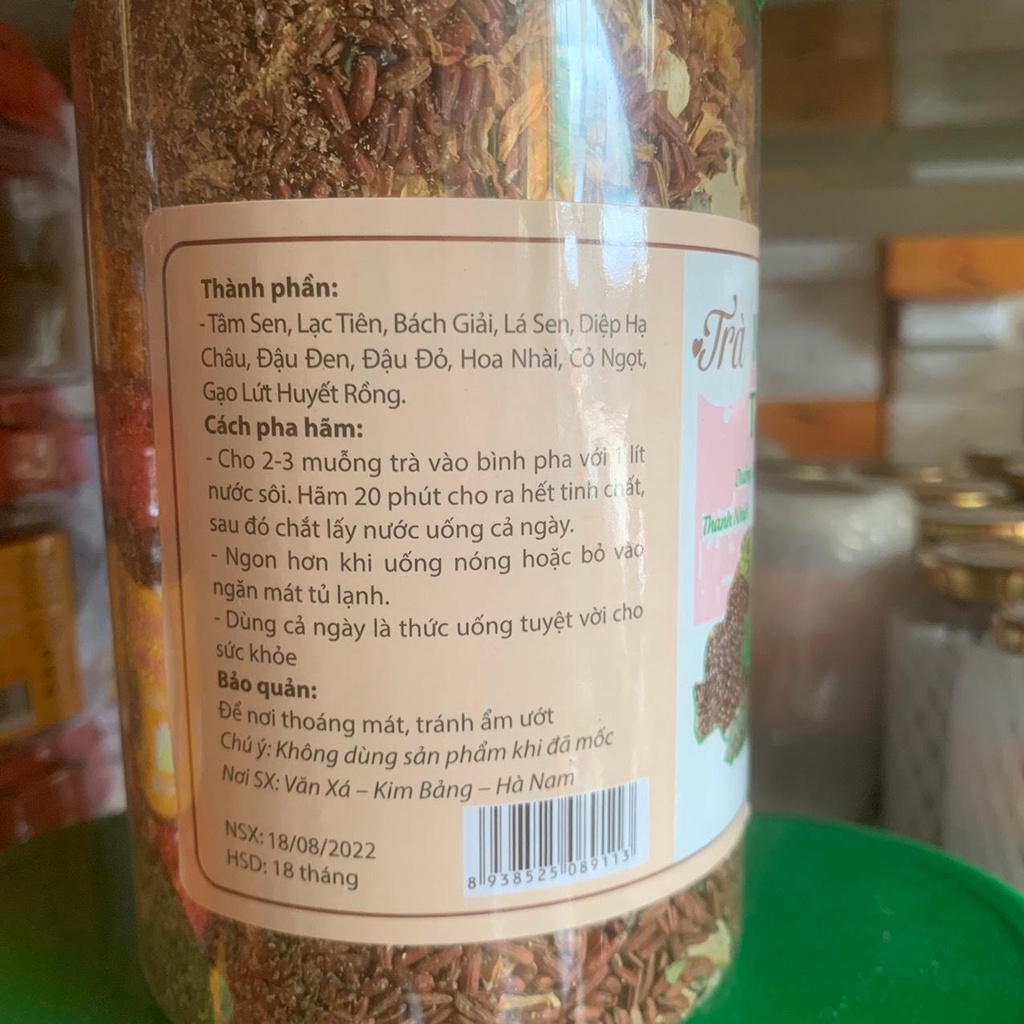 Thành phần:
- Tâm Sen, Lạc Tiên, Bách Giải, Lá Sen, Diệp Hạ
Châu, Đậu Đen, Đậu Đỏ, Hoa Nhài, Cỏ Ngọt,
Gạo Lứt Huyết Rồng.
Cách pha hãm:
- Cho 2-3 muỗng trà vào bình pha với 1 lít
nước sôi. Hãm 20 phút cho ra hết tinh chất,
sau đó chắt lấy nước uống cả ngày.
- Ngon hơn khi uống nóng hoặc bỏ vào
ngăn mát tủ lạnh.
- Dùng cả ngày là thức uống tuyệt vời cho
sức khỏe
Bảo quản:
Để nơi thoáng mát, tránh ẩm ướt
Chú ý: Không dùng sản phẩm khi đã mốc
Nơi SX: Văn Xá – Kim Bảng – Hà Nam
NSX: 18/08/2022
HSD: 18 tháng
8 938525 089113
Trà
Thanh